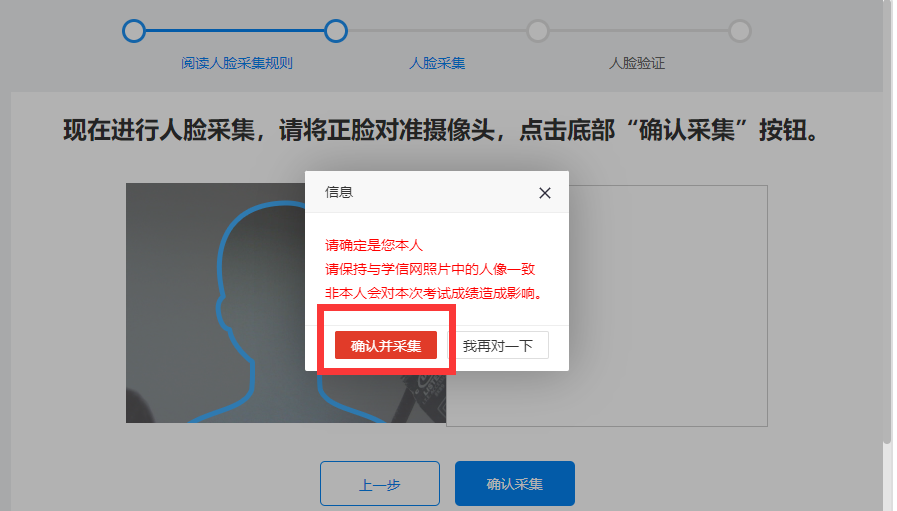 阅读人脸采集规则
人脸采集
人脸验证
现在进行人脸采集，请将正脸对准摄像头，点击底部“确认采集”按钮。
信息
请确定是您本人
请保持与学信网照片中的人像一致
非本人会对本次考试成绩造成影响。
确认并采集
我再对一下
上一步
确认采集